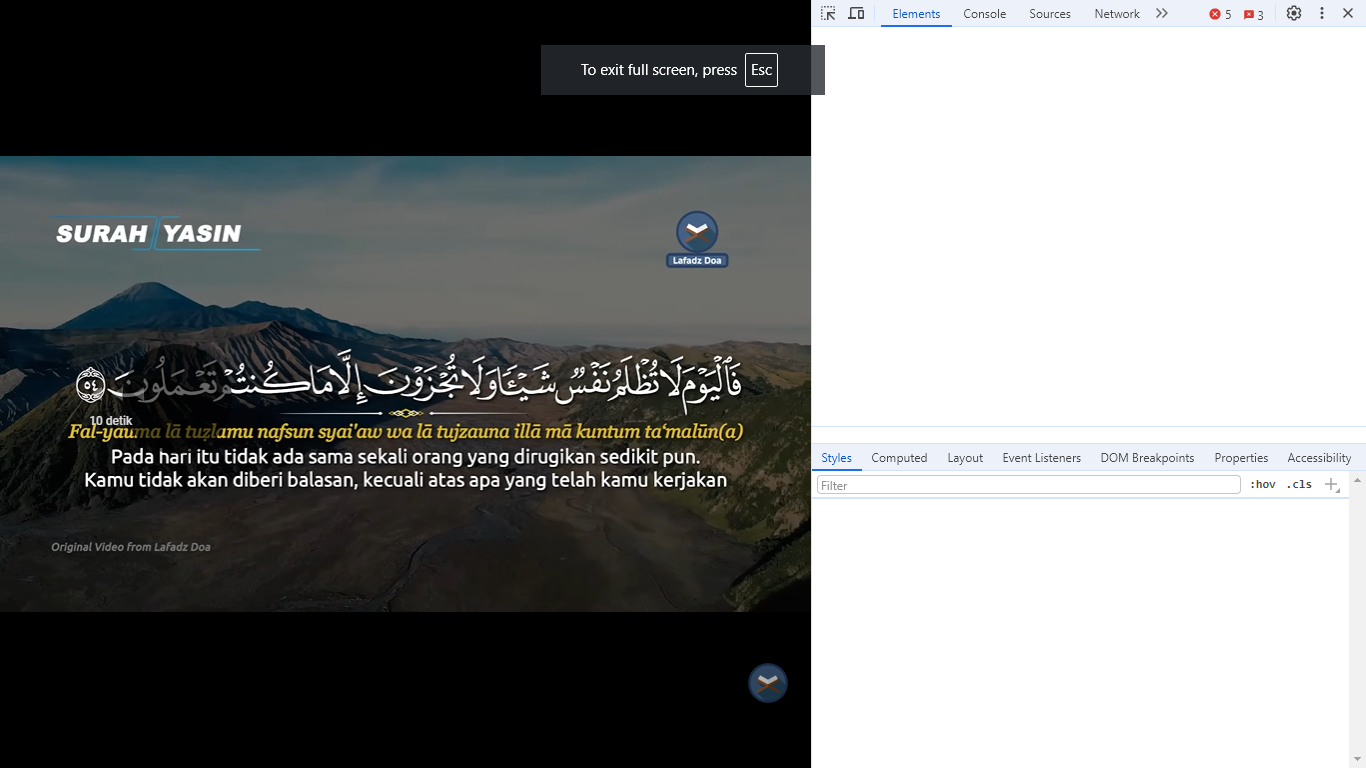 Elements Console Sources Network 5 3
To exit full screen, press Esc
SURAH YASIN
Lafadz Doa
فَٱلْيَوْمَ لَا تُظْلَمُ نَفْسٌ شَيْـًٔا وَلَا تُجْزَوْنَ إِلَّا مَا كُنتُمْ تَعْمَلُونَ ٥٤
10 detik
Fal-yauma lā tuẓlamu nafsun syai'aw wa lā tujzauna illā mā kuntum ta‘malūn(a)
Pada hari itu tidak ada sama sekali orang yang dirugikan sedikit pun.
Kamu tidak akan diberi balasan, kecuali atas apa yang telah kamu kerjakan
Original Video from Lafadz Doa
Styles Computed Layout Event Listeners DOM Breakpoints Properties Accessibility
Filter :hov .cls